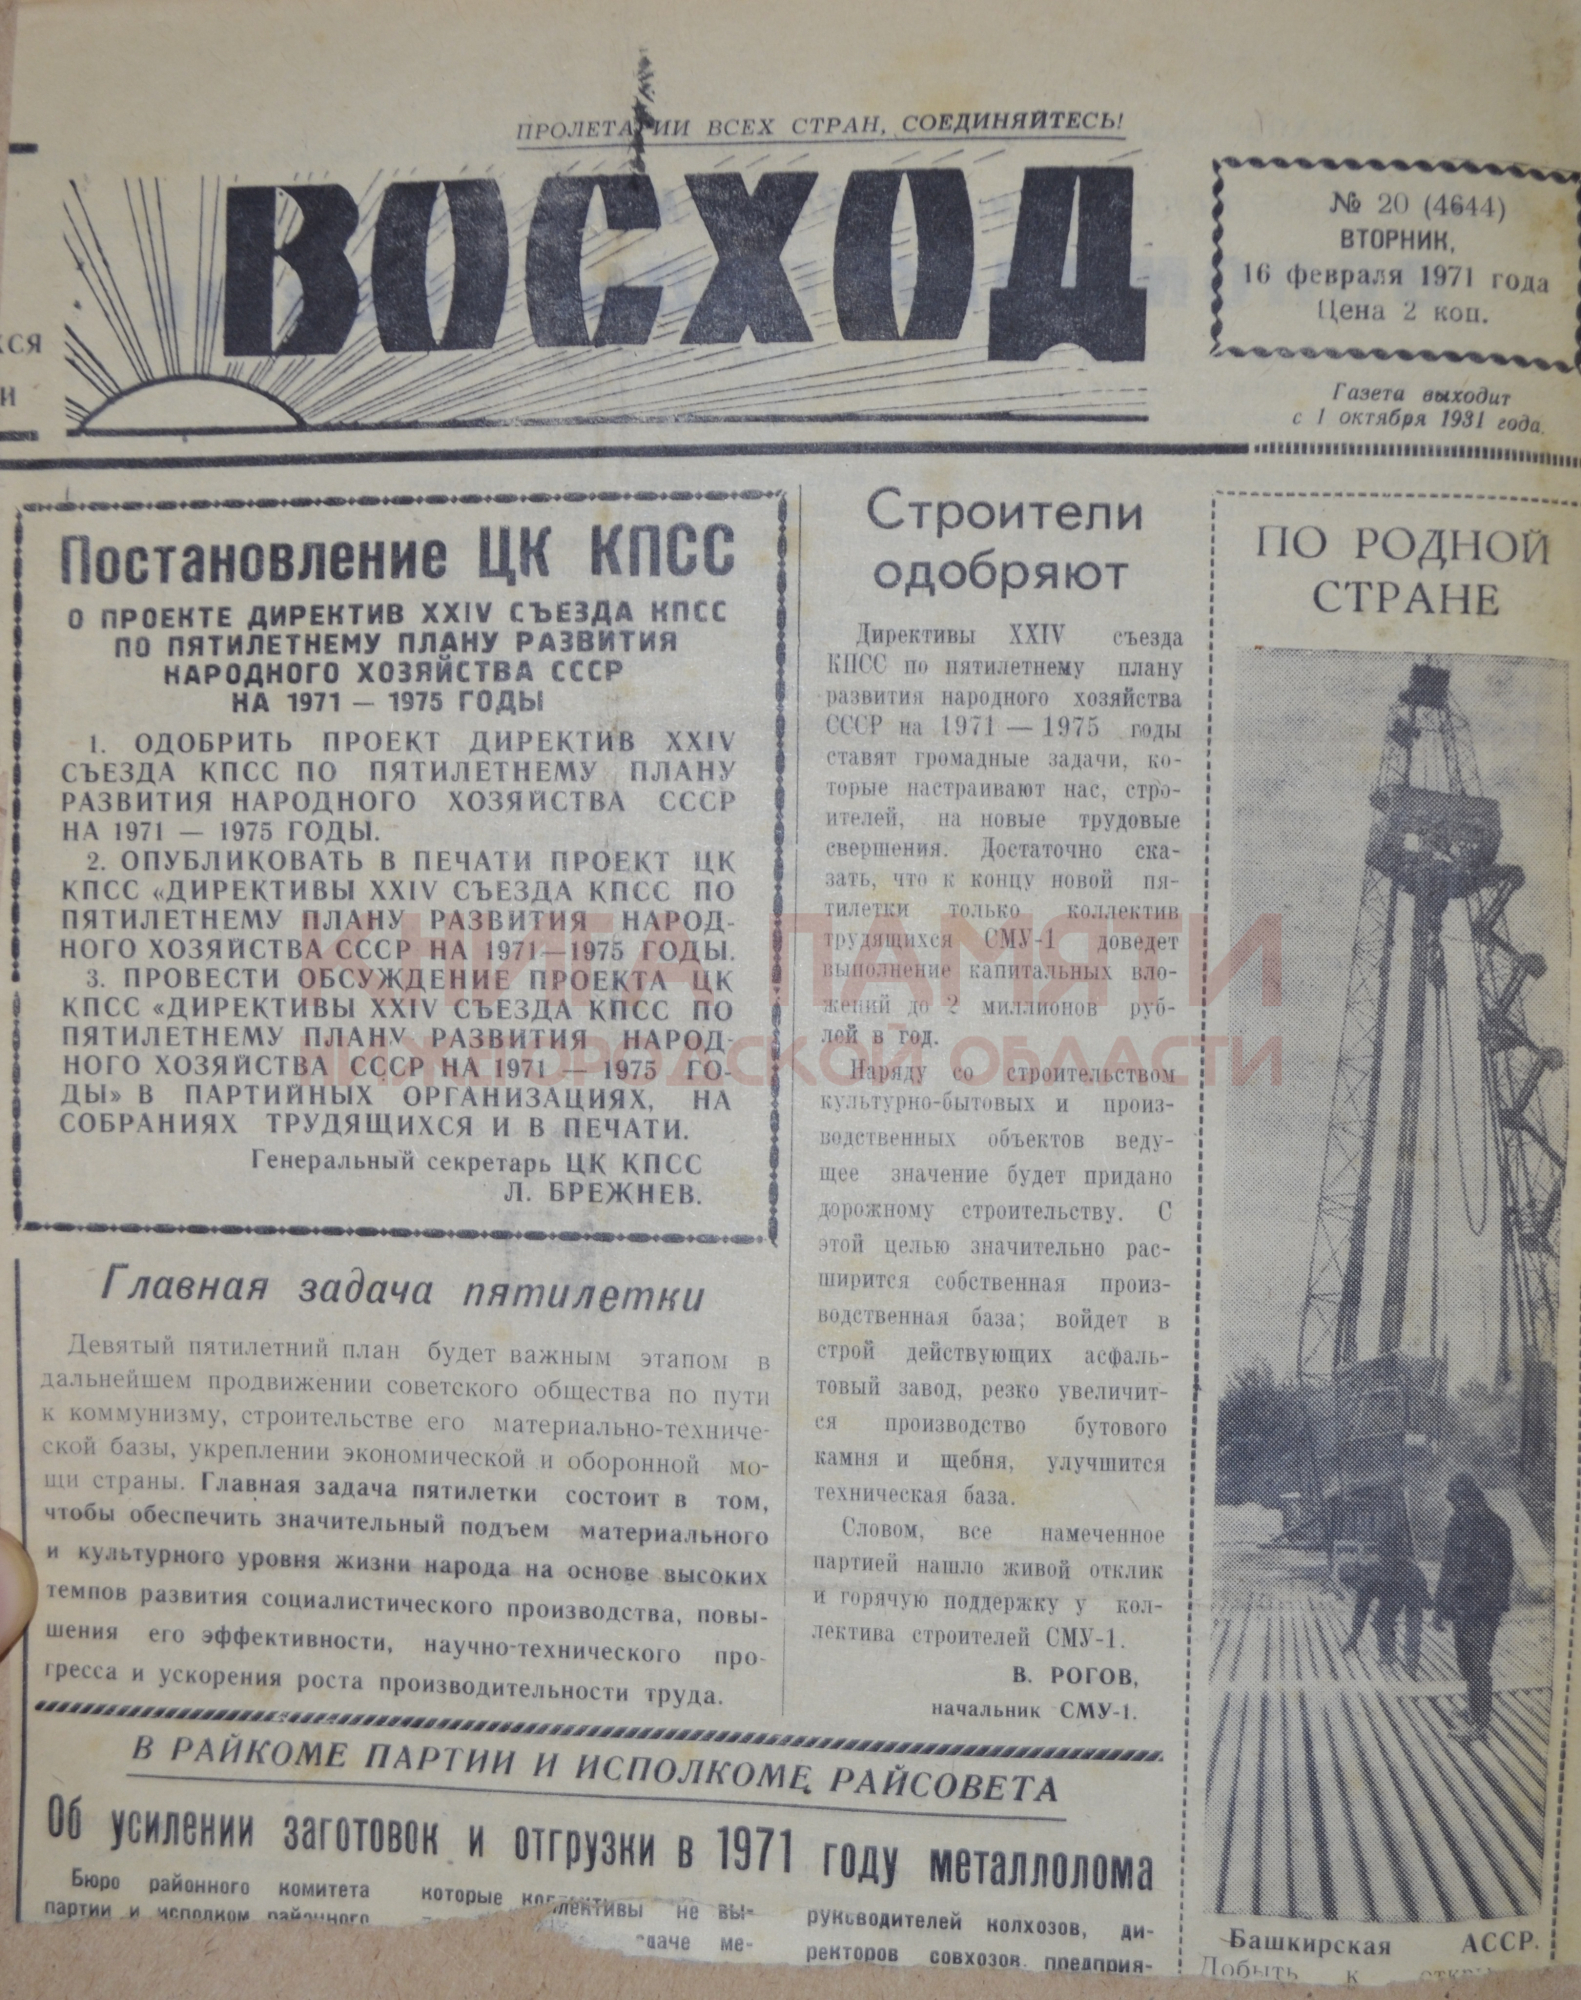 ПРОЛЕТАРИИ ВСЕХ СТРАН, СОЕДИНЯЙТЕСЬ!
ВОСХОД
№ 20 (4644)
ВТОРНИК,
16 февраля 1971 года
Цена 2 коп.
Газета выходит
с 1 октября 1931 года.
Постановление ЦК КПСС
О ПРОЕКТЕ ДИРЕКТИВ XXIV СЪЕЗДА КПСС
ПО ПЯТИЛЕТНЕМУ ПЛАНУ РАЗВИТИЯ
НАРОДНОГО ХОЗЯЙСТВА СССР
НА 1971 — 1975 ГОДЫ
1. ОДОБРИТЬ ПРОЕКТ ДИРЕКТИВ XXIV
СЪЕЗДА КПСС ПО ПЯТИЛЕТНЕМУ ПЛАНУ
РАЗВИТИЯ НАРОДНОГО ХОЗЯЙСТВА СССР
НА 1971 — 1975 ГОДЫ.
2. ОПУБЛИКОВАТЬ В ПЕЧАТИ ПРОЕКТ ЦК
КПСС «ДИРЕКТИВЫ XXIV СЪЕЗДА КПСС ПО
ПЯТИЛЕТНЕМУ ПЛАНУ РАЗВИТИЯ НАРОД-
НОГО ХОЗЯЙСТВА СССР НА 1971—1975 ГОДЫ.
3. ПРОВЕСТИ ОБСУЖДЕНИЕ ПРОЕКТА ЦК
КПСС «ДИРЕКТИВЫ XXIV СЪЕЗДА КПСС ПО
ПЯТИЛЕТНЕМУ ПЛАНУ РАЗВИТИЯ НАРОД-
НОГО ХОЗЯЙСТВА СССР НА 1971 — 1975 ГО-
ДЫ» В ПАРТИЙНЫХ ОРГАНИЗАЦИЯХ, НА
СОБРАНИЯХ ТРУДЯЩИХСЯ И В ПЕЧАТИ.
Генеральный секретарь ЦК КПСС
Л. БРЕЖНЕВ.
Главная задача пятилетки
Девятый пятилетний план будет важным этапом в
дальнейшем продвижении советского общества по пути
к коммунизму, строительстве его материально-техниче-
ской базы, укреплении экономической и оборонной мо-
щи страны. Главная задача пятилетки состоит в том,
чтобы обеспечить значительный подъем материального
и культурного уровня жизни народа на основе высоких
темпов развития социалистического производства, повы-
шения его эффективности, научно-технического про-
гресса и ускорения роста производительности труда.
Строители
одобряют
Директивы XXIV съезда
КПСС по пятилетнему плану
развития народного хозяйства
СССР на 1971 — 1975 годы
ставят громадные задачи, ко-
торые настраивают нас, стро-
ителей, на новые трудовые
свершения. Достаточно ска-
зать, что к концу новой пя-
тилетки только коллектив
трудящихся СМУ-1 доведет
выполнение капитальных вло-
жений до 2 миллионов руб-
лей в год.
Наряду со строительством
культурно-бытовых и произ-
водственных объектов веду-
щее значение будет придано
дорожному строительству. С
этой целью значительно рас-
ширится собственная произ-
водственная база; войдет в
строй действующих асфаль-
товый завод, резко увеличит-
ся производство бутового
камня и щебня, улучшится
техническая база.
Словом, все намеченное
партией нашло живой отклик
и горячую поддержку у кол-
лектива строителей СМУ-1.
В. РОГОВ,
начальник СМУ-1.
ПО РОДНОЙ
СТРАНЕ
Башкирская АССР.
Добыть к
В РАЙКОМЕ ПАРТИИ И ИСПОЛКОМЕ РАЙСОВЕТА
Об усилении заготовок и отгрузки в 1971 году металлолома
Бюро районного комитета
партии и исполком районного
которые коллективы не вы-
даче ме-
руководителей колхозов, ди-
ректоров совхозов, предприя-
КНИГА ПАМЯТИ
НИЖЕГОРОДСКОЙ ОБЛАСТИ